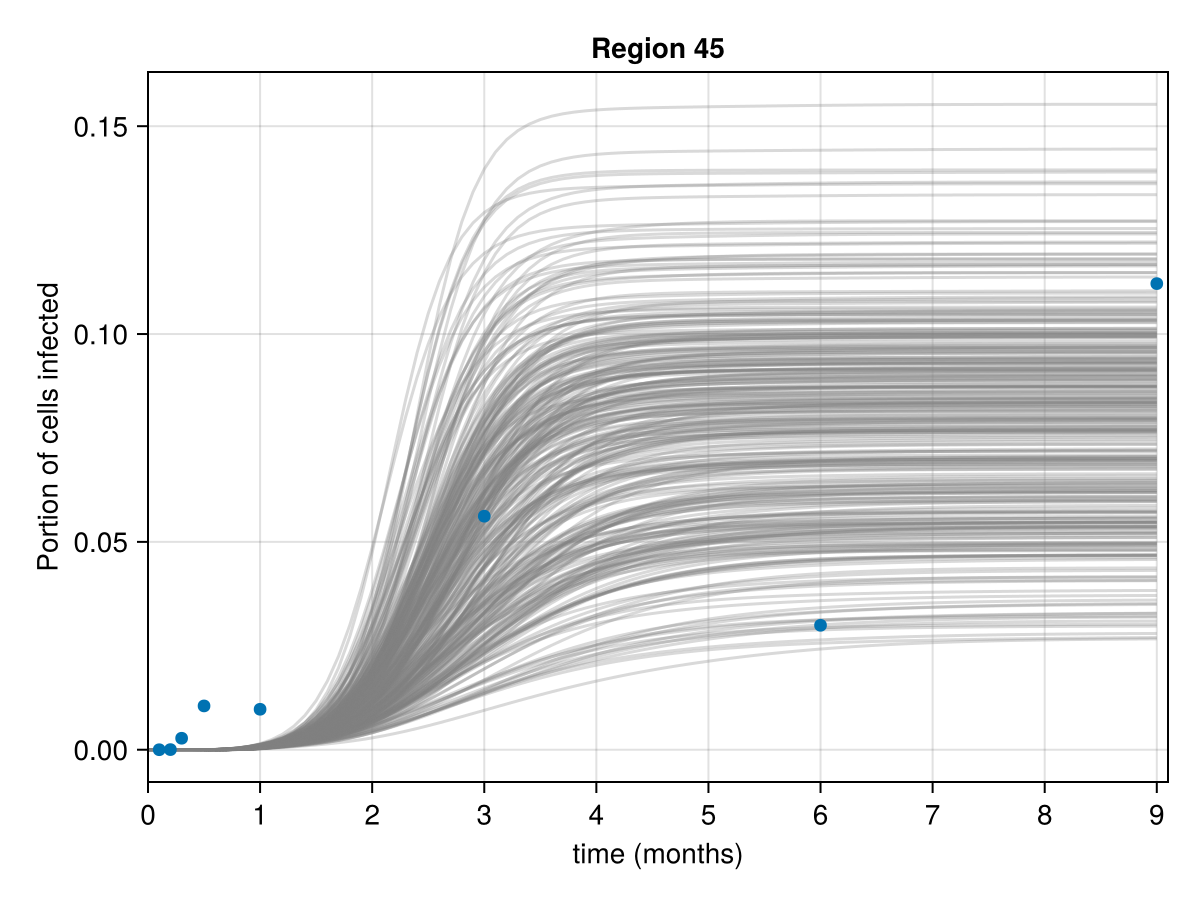 Region 45
Portion of cells infected
0.15
0.10
0.05
0.00
0 1 2 3 4 5 6 7 8 9
time (months)